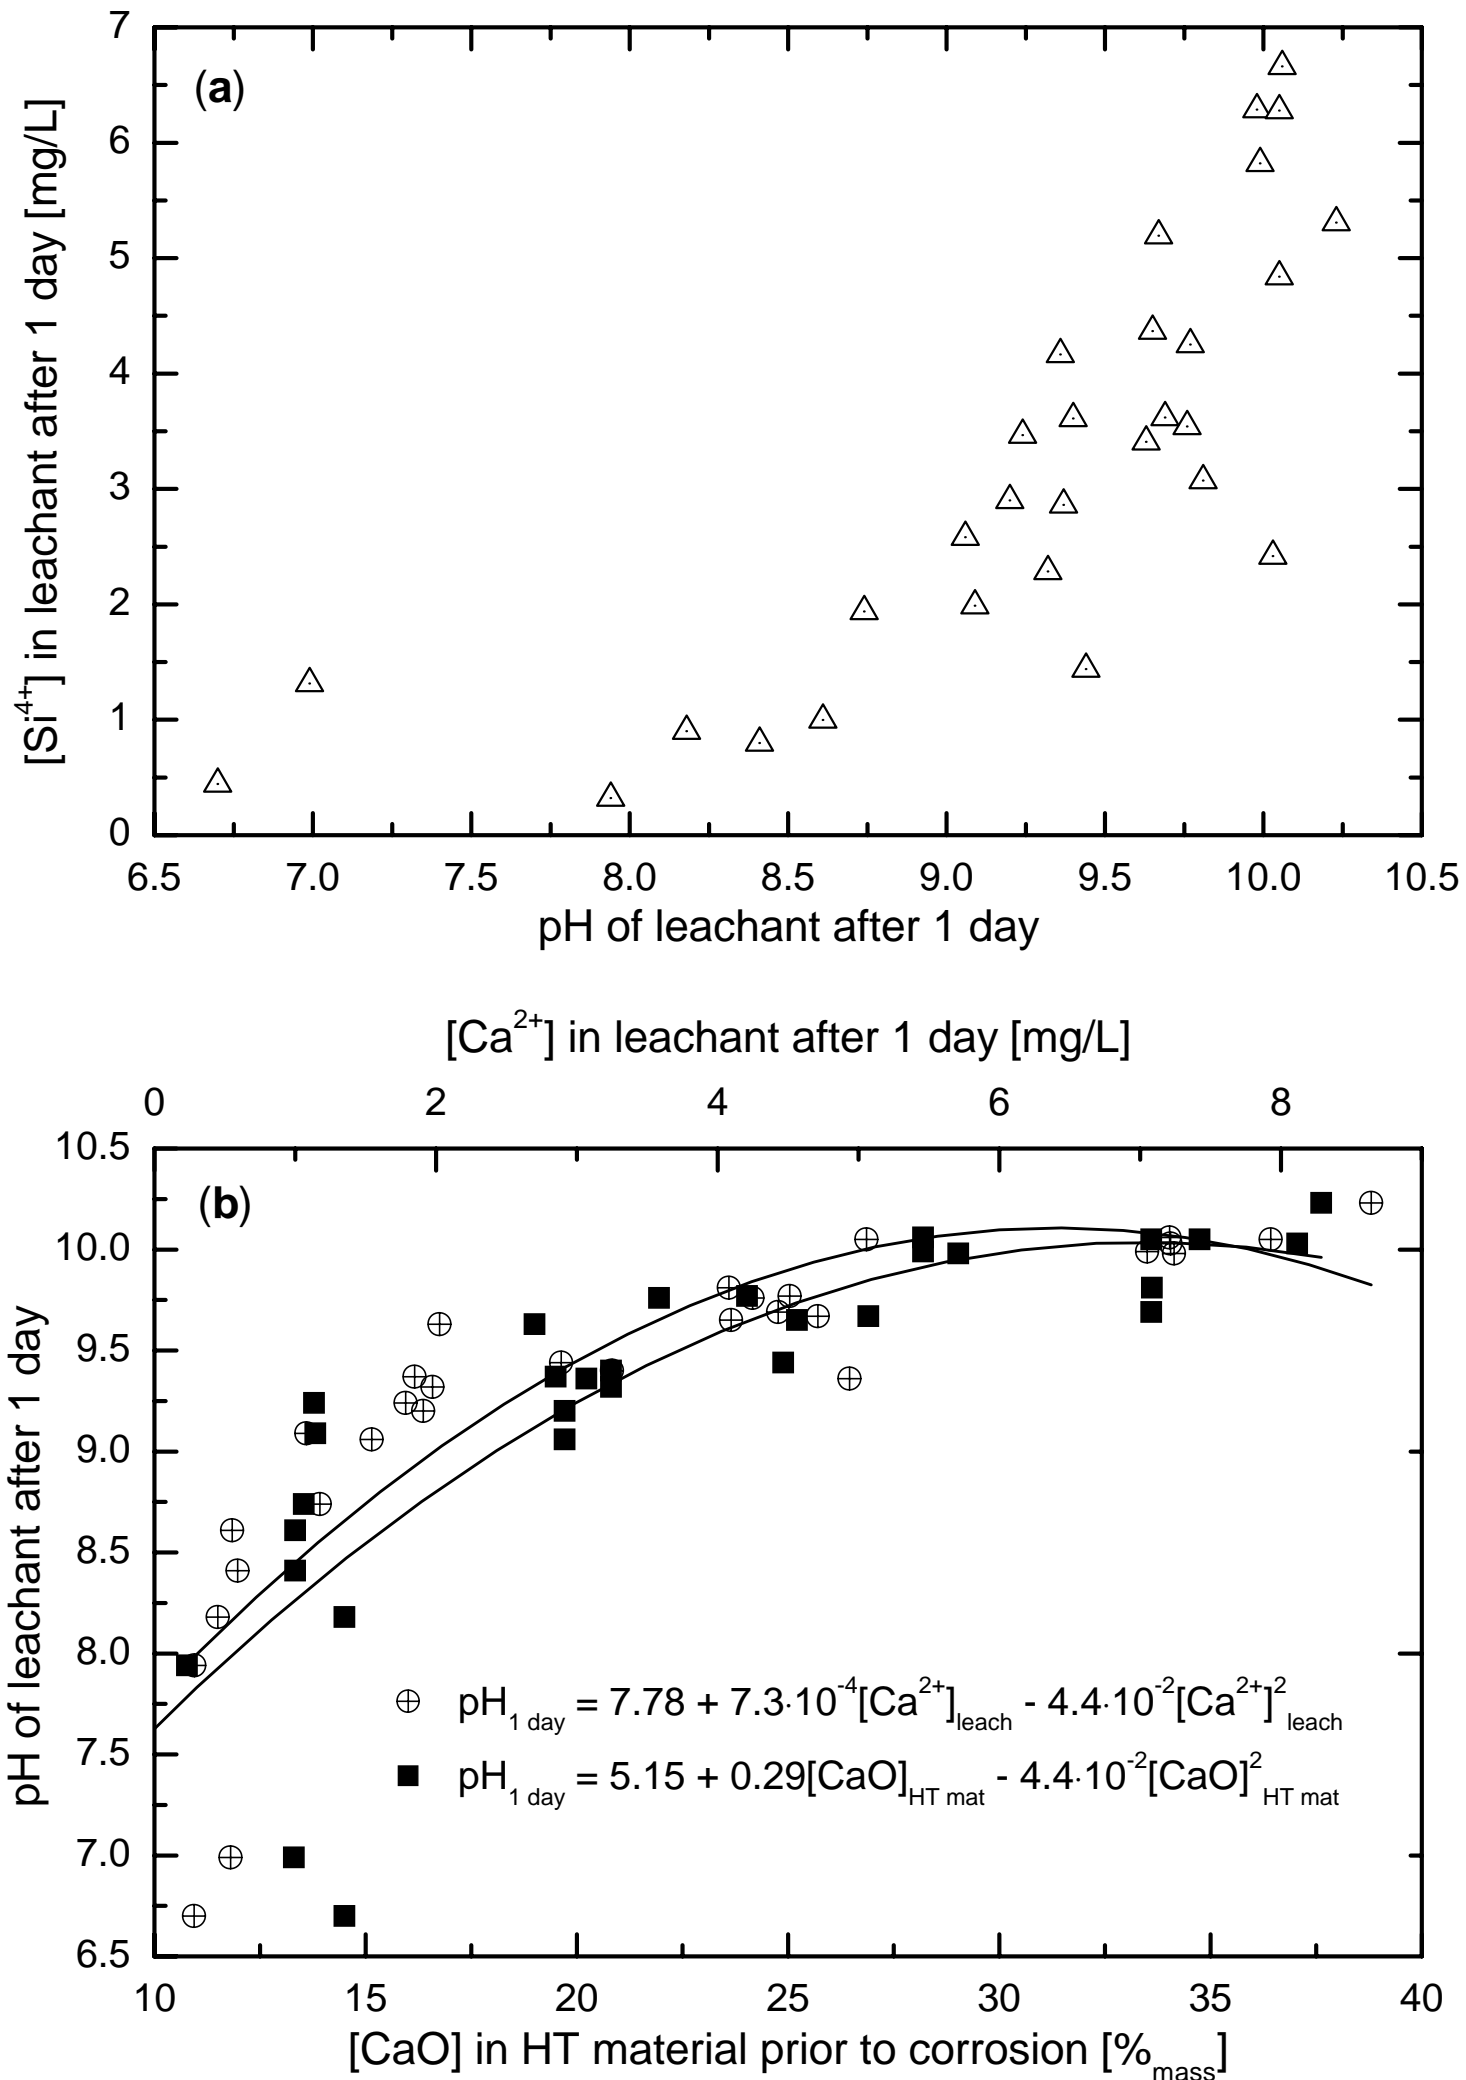 (a)
7
6
5
4
3
2
1
0
[Si4+] in leachant after 1 day [mg/L]
6.5 7.0 7.5 8.0 8.5 9.0 9.5 10.0 10.5
pH of leachant after 1 day
[Ca2+] in leachant after 1 day [mg/L]
0 2 4 6 8
(b)
10.5
10.0
9.5
9.0
8.5
8.0
7.5
7.0
6.5
pH of leachant after 1 day
pH1 day = 7.78 + 7.3·10-4[Ca2+]leach - 4.4·10-2[Ca2+]2leach
pH1 day = 5.15 + 0.29[CaO]HT mat - 4.4·10-2[CaO]2HT mat
10 15 20 25 30 35 40
[CaO] in HT material prior to corrosion [%mass]